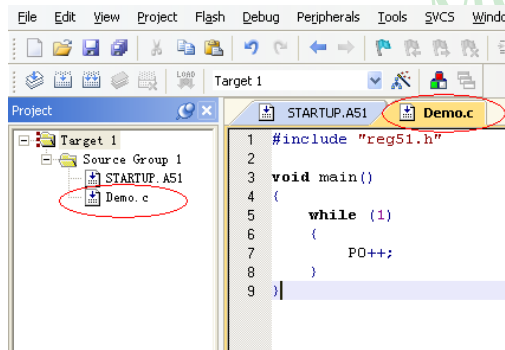 File Edit View Project Flash Debug Peripherals Tools SVCS
LOAD Target 1
Project
Target 1
Source Group 1
STARTUP.A51
Demo.c
STARTUP.A51 Demo.c
1 #include "reg51.h"
2
3 void main()
4 {
5 while (1)
6 {
7 P0++;
8 }
9 }